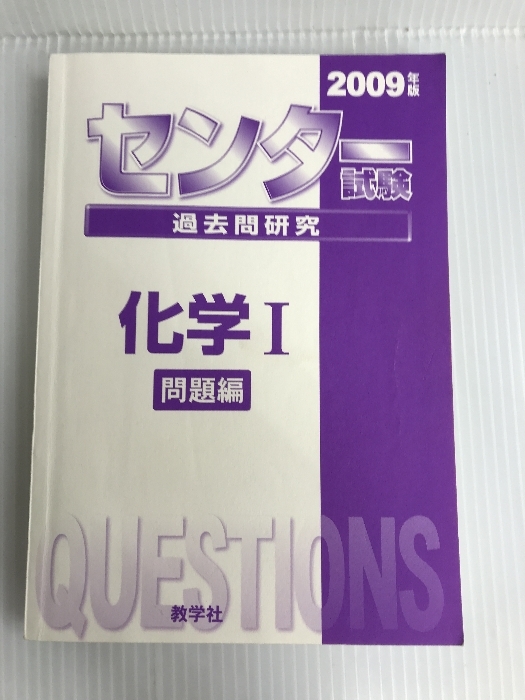 2009年版
センター
試験
過去問研究
化学Ⅰ
問題編
QUESTIONS
教学社